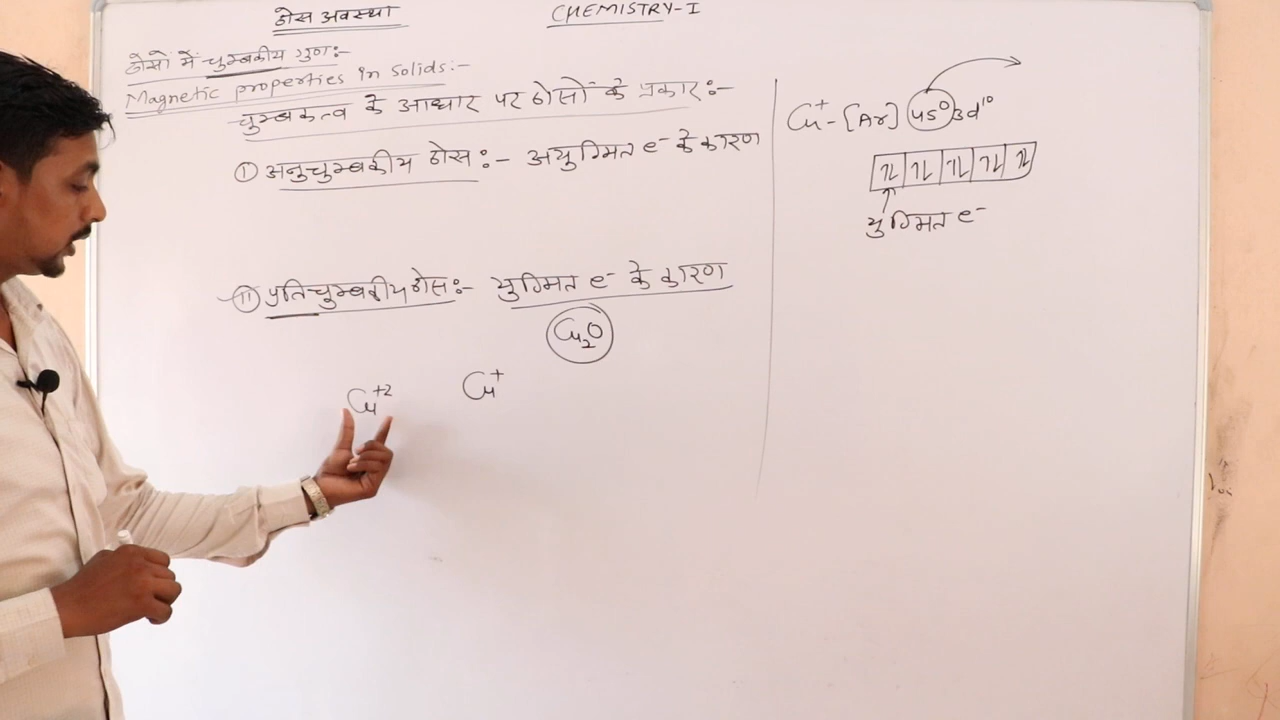 ठोस अवस्था
CHEMISTRY-I
ठोसों में चुम्बकीय गुण:-
Magnetic properties in solids:-
चुम्बकत्व के आधार पर ठोसों के प्रकार:-
① अनुचुम्बकीय ठोस:- अयुग्मित e⁻ के कारण
⑪ प्रतिचुम्बकीय ठोस:- युग्मित e⁻ के कारण
Cu₂O
Cu⁺² Cu⁺
Cu⁺- [Ar] 4s⁰ 3d¹⁰
⥮ ⥮ ⥮ ⥮ ⥮
युग्मित e⁻